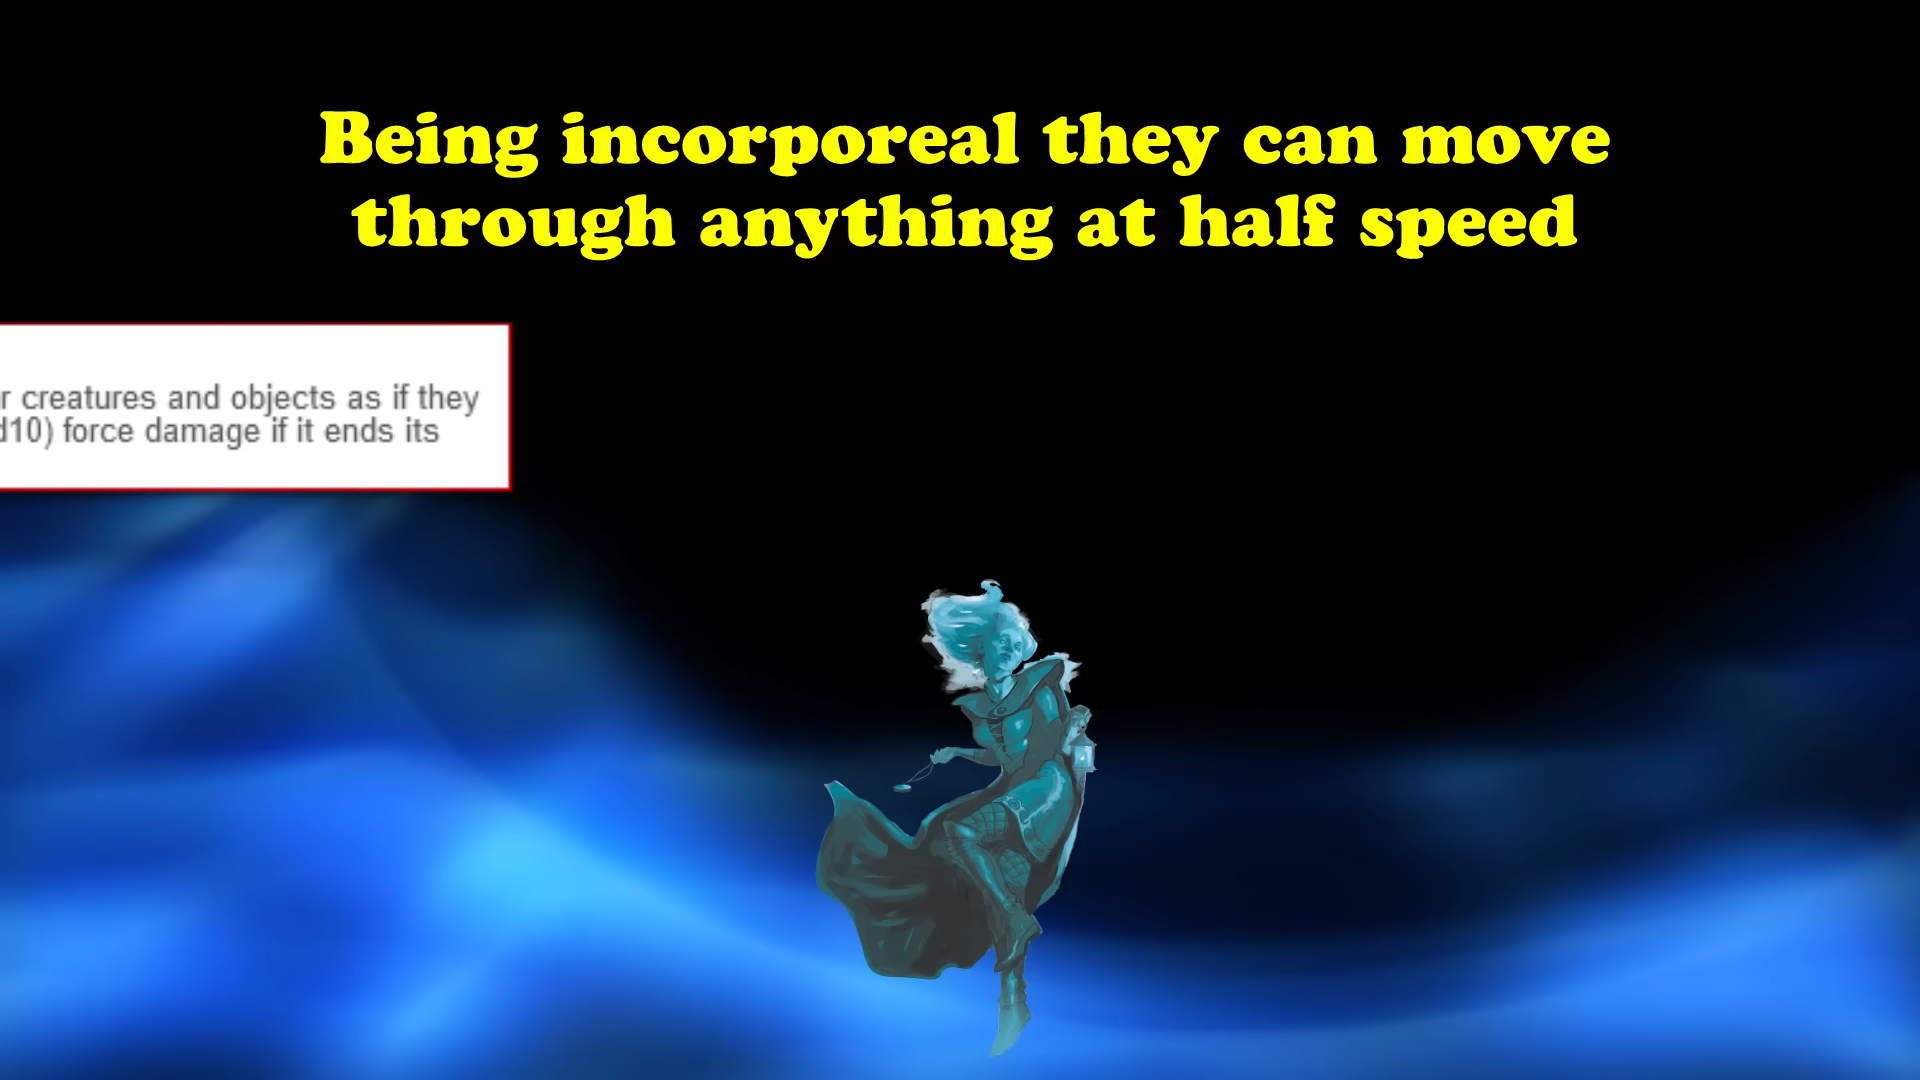 Being incorporeal they can move
through anything at half speed
r creatures and objects as if they
d10) force damage if it ends its